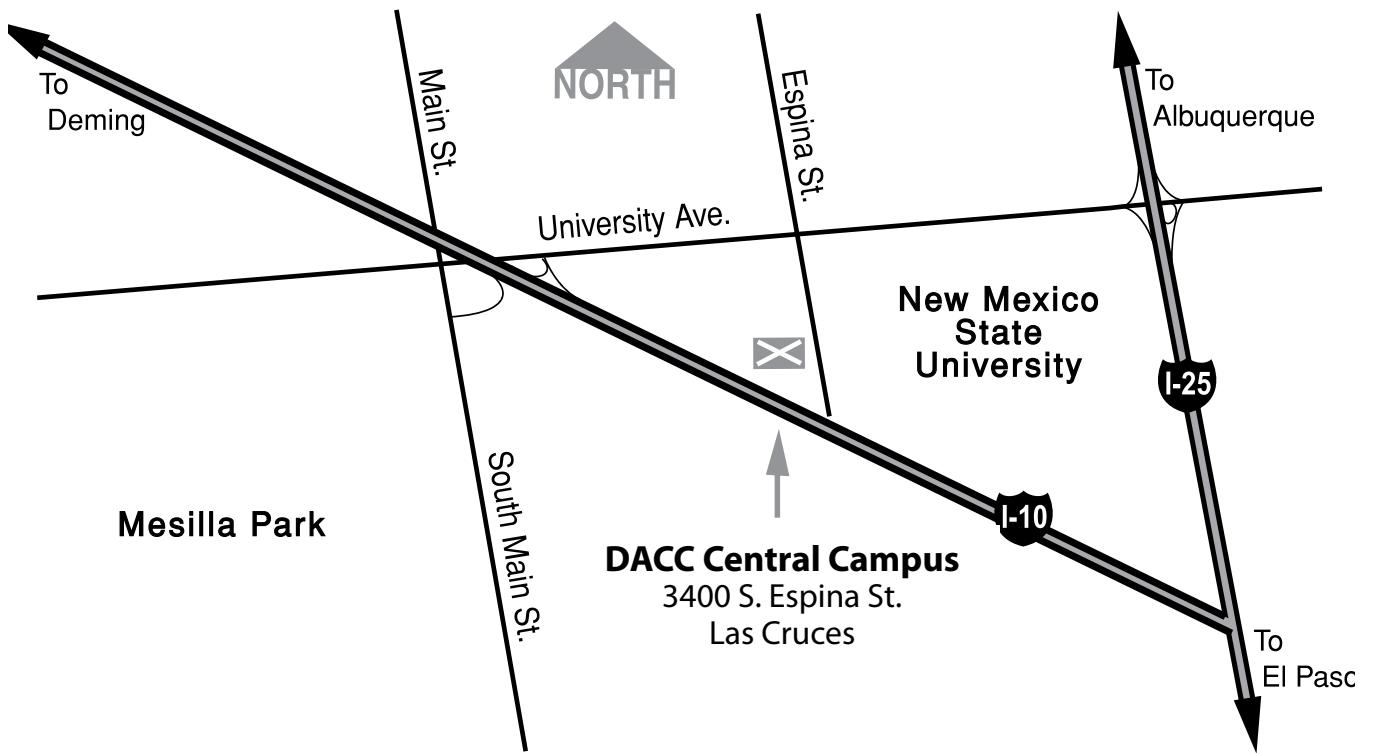 To
Deming
Main St.
NORTH
Espina St.
To
Albuquerque
University Ave.
New Mexico
State
University
I-25
South Main St.
Mesilla Park
I-10
DACC Central Campus
3400 S. Espina St.
Las Cruces
To
El Pasc